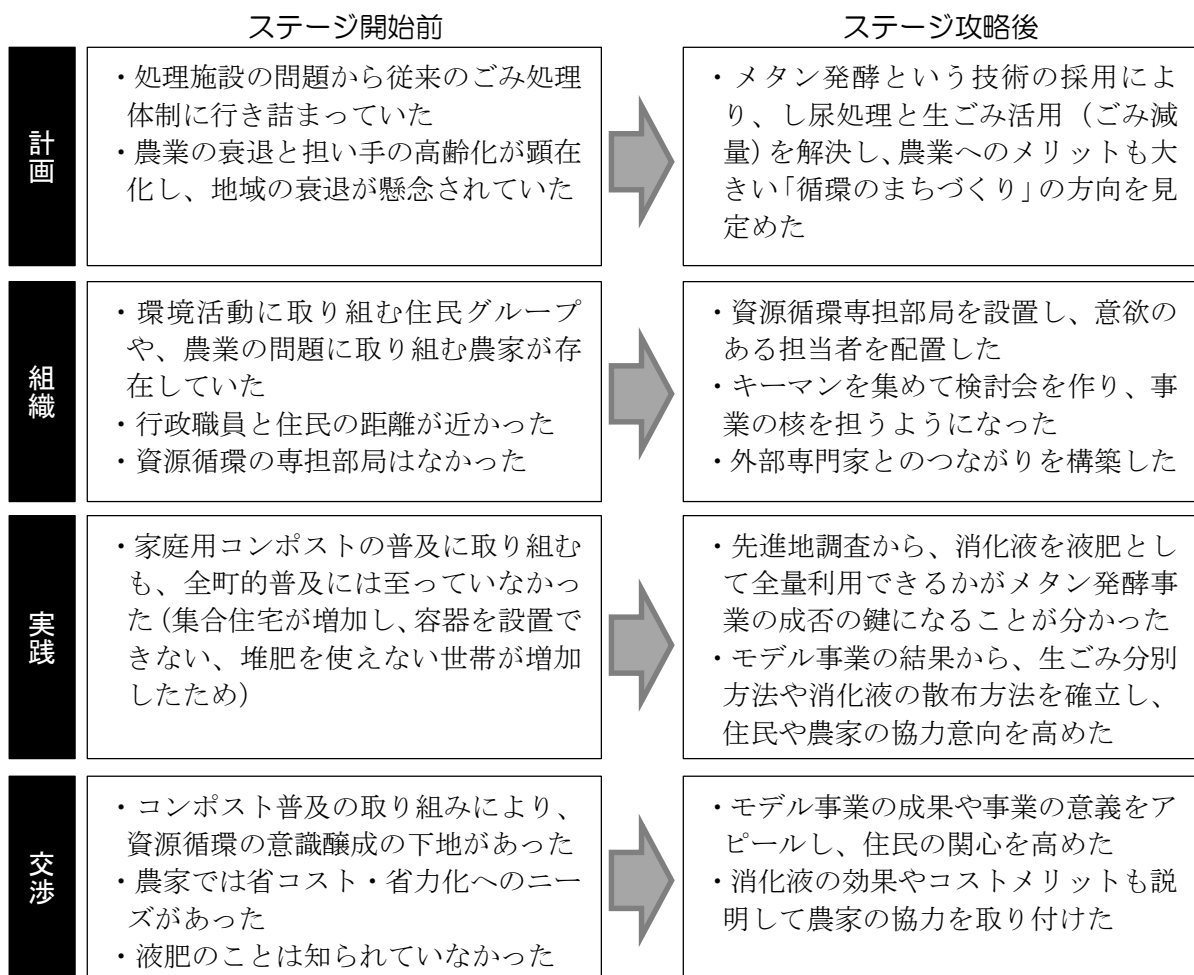 ステージ開始前
ステージ攻略後
計画
・処理施設の問題から従来のごみ処理
体制に行き詰まっていた
・農業の衰退と担い手の高齢化が顕在
化し、地域の衰退が懸念されていた
・メタン発酵という技術の採用によ
り、し尿処理と生ごみ活用（ごみ減
量）を解決し、農業へのメリットも大
きい「循環のまちづくり」の方向を見
定めた
組織
・環境活動に取り組む住民グループ
や、農業の問題に取り組む農家が存
在していた
・行政職員と住民の距離が近かった
・資源循環の専担部局はなかった
・資源循環専担部局を設置し、意欲の
ある担当者を配置した
・キーマンを集めて検討会を作り、事
業の核を担うようになった
・外部専門家とのつながりを構築した
実践
・家庭用コンポストの普及に取り組む
も、全町的普及には至っていなかっ
た（集合住宅が増加し、容器を設置で
きない、堆肥を使えない世帯が増加
したため）
・先進地調査から、消化液を液肥とし
て全量利用できるかがメタン発酵事
業の成否の鍵になることが分かった
・モデル事業の結果から、生ごみ分別
方法や消化液の散布方法を確立し、
住民や農家の協力意向を高めた
交渉
・コンポスト普及の取り組みにより、
資源循環の意識醸成の下地があった
・農家では省コスト・省力化へのニー
ズがあった
・液肥のことは知られていなかった
・モデル事業の成果や事業の意義をア
ピールし、住民の関心を高めた
・消化液の効果やコストメリットも説
明して農家の協力を取り付けた